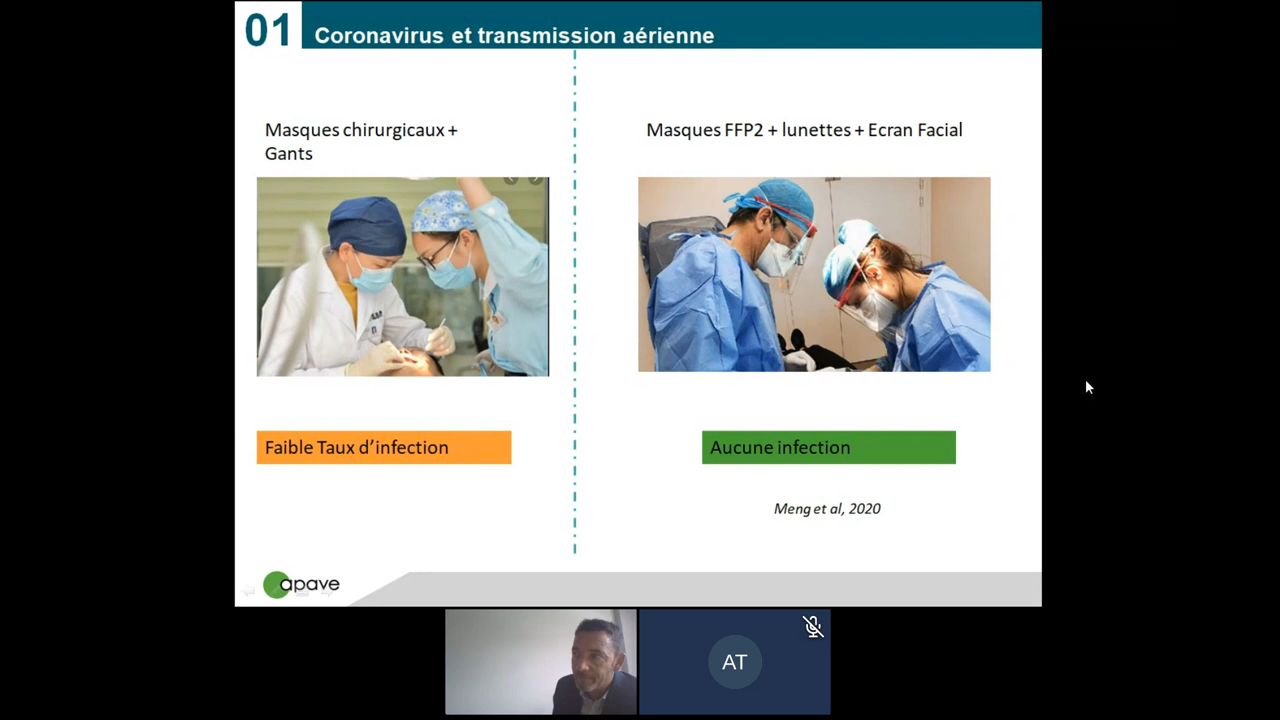 01
Coronavirus et transmission aérienne
Masques chirurgicaux +
Gants
Masques FFP2 + lunettes + Ecran Facial
Faible Taux d’infection
Aucune infection
Meng et al, 2020
apave
AT